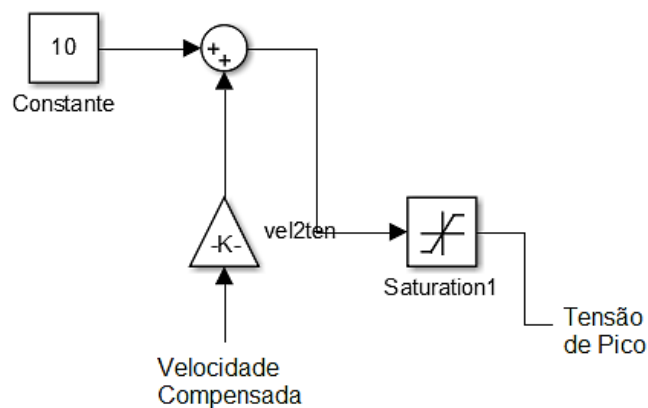 10
Constante
+
+
-K-
vel2ten
Saturation1
Velocidade
Compensada
Tensão
de Pico